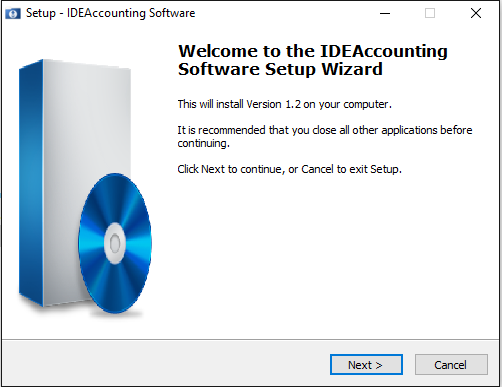 Setup - IDEAccounting Software
Welcome to the IDEAccounting
Software Setup Wizard
This will install Version 1.2 on your computer.
It is recommended that you close all other applications before
continuing.
Click Next to continue, or Cancel to exit Setup.
Next >
Cancel